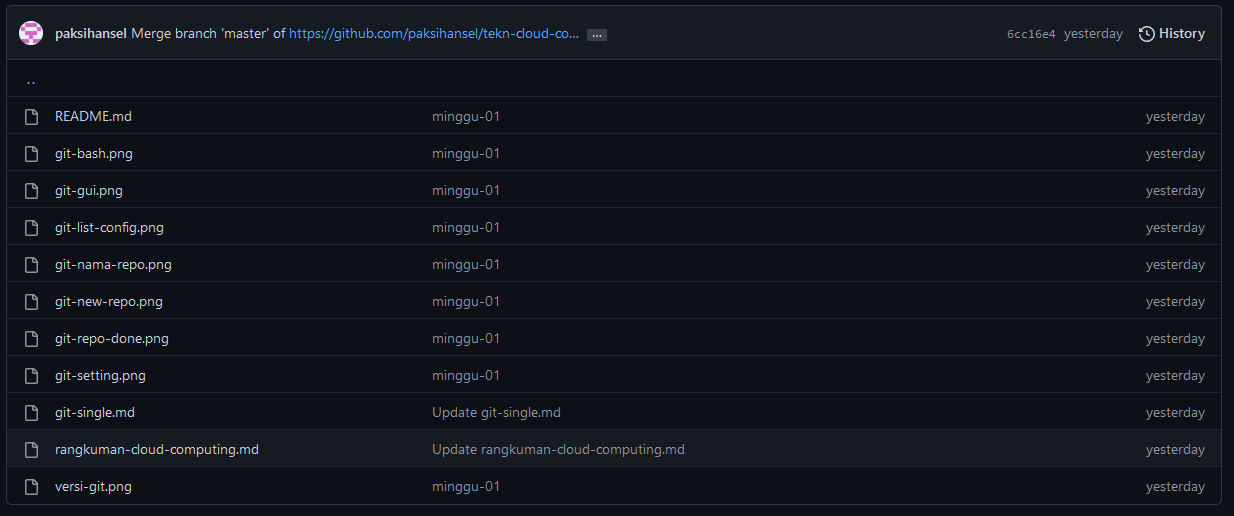 paksihansel Merge branch 'master' of https://github.com/paksihansel/tekn-cloud-co... ... 6cc16e4 yesterday History
..
README.md minggu-01 yesterday
git-bash.png minggu-01 yesterday
git-gui.png minggu-01 yesterday
git-list-config.png minggu-01 yesterday
git-nama-repo.png minggu-01 yesterday
git-new-repo.png minggu-01 yesterday
git-repo-done.png minggu-01 yesterday
git-setting.png minggu-01 yesterday
git-single.md Update git-single.md yesterday
rangkuman-cloud-computing.md Update rangkuman-cloud-computing.md yesterday
versi-git.png minggu-01 yesterday